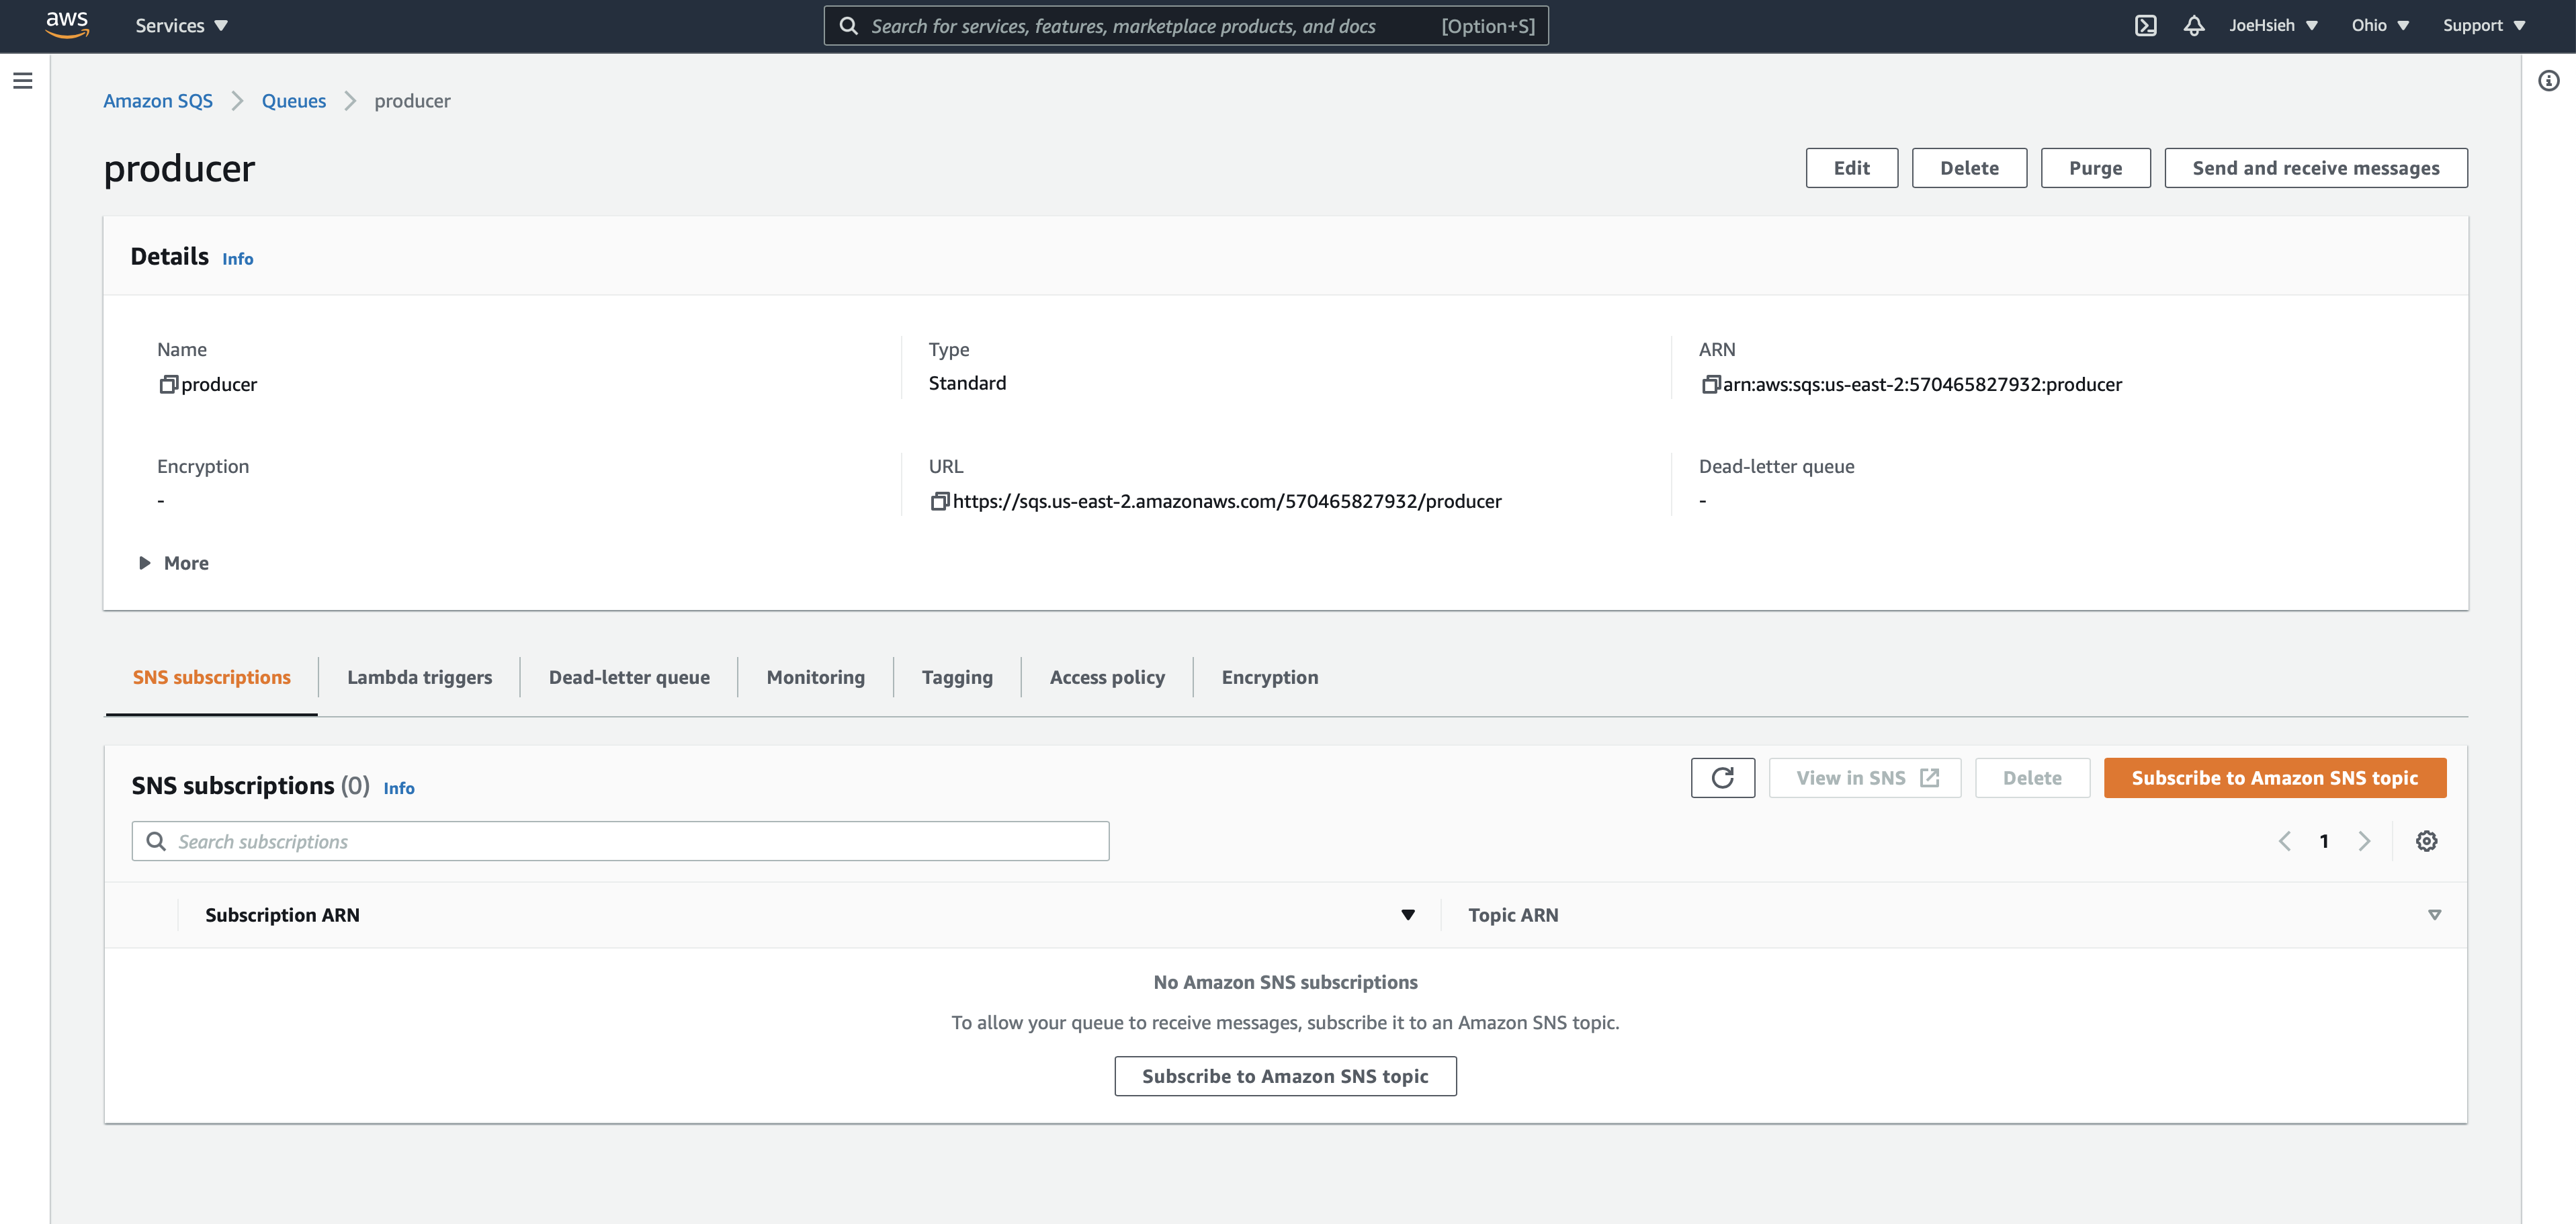 aws Services Search for services, features, marketplace products, and docs [Option+S] JoeHsieh Ohio Support
Amazon SQS Queues producer
producer Edit Delete Purge Send and receive messages
Details Info
Name Type ARN
producer Standard arn:aws:sqs:us-east-2:570465827932:producer
Encryption URL Dead-letter queue
- https://sqs.us-east-2.amazonaws.com/570465827932/producer -
More
SNS subscriptions Lambda triggers Dead-letter queue Monitoring Tagging Access policy Encryption
SNS subscriptions (0) Info View in SNS Delete Subscribe to Amazon SNS topic
Search subscriptions 1
Subscription ARN Topic ARN
No Amazon SNS subscriptions
To allow your queue to receive messages, subscribe it to an Amazon SNS topic.
Subscribe to Amazon SNS topic